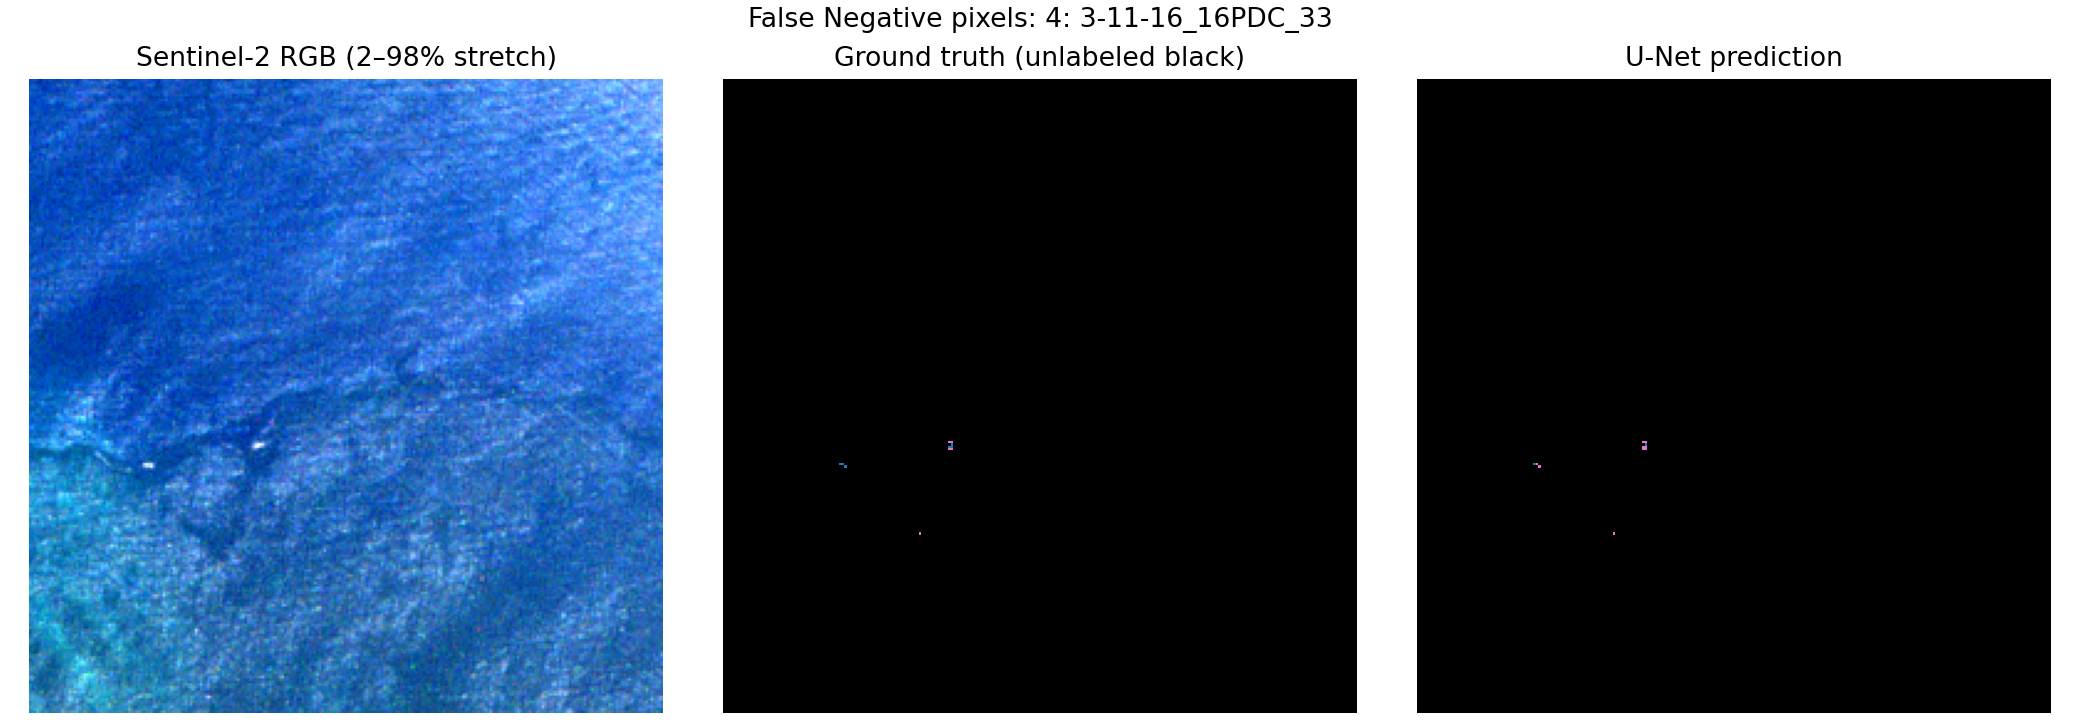 False Negative pixels: 4: 3-11-16_16PDC_33
Sentinel-2 RGB (2–98% stretch)
Ground truth (unlabeled black)
U-Net prediction